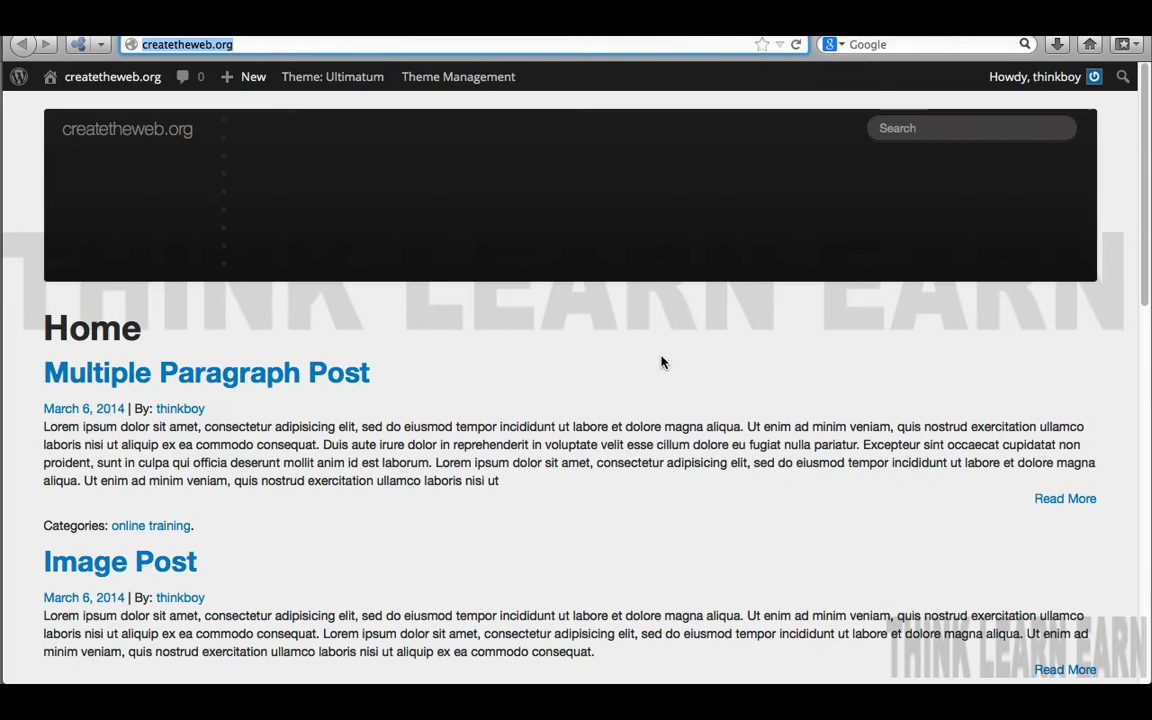 createtheweb.org
Google
createtheweb.org 0 New Theme: Ultimatum Theme Management Howdy, thinkboy
createtheweb.org
Search
THINK LEARN EARN
Home
Multiple Paragraph Post
March 6, 2014 | By: thinkboy
Lorem ipsum dolor sit amet, consectetur adipisicing elit, sed do eiusmod tempor incididunt ut labore et dolore magna aliqua. Ut enim ad minim veniam, quis nostrud exercitation ullamco
laboris nisi ut aliquip ex ea commodo consequat. Duis aute irure dolor in reprehenderit in voluptate velit esse cillum dolore eu fugiat nulla pariatur. Excepteur sint occaecat cupidatat non
proident, sunt in culpa qui officia deserunt mollit anim id est laborum. Lorem ipsum dolor sit amet, consectetur adipisicing elit, sed do eiusmod tempor incididunt ut labore et dolore magna
aliqua. Ut enim ad minim veniam, quis nostrud exercitation ullamco laboris nisi ut
Read More
Categories: online training.
Image Post
March 6, 2014 | By: thinkboy
Lorem ipsum dolor sit amet, consectetur adipisicing elit, sed do eiusmod tempor incididunt ut labore et dolore magna aliqua. Ut enim ad minim veniam, quis nostrud exercitation ullamco
laboris nisi ut aliquip ex ea commodo consequat. Lorem ipsum dolor sit amet, consectetur adipisicing elit, sed do eiusmod tempor incididunt ut labore et dolore magna aliqua. Ut enim ad
minim veniam, quis nostrud exercitation ullamco laboris nisi ut aliquip ex ea commodo consequat.
THINK LEARN EARN
Read More